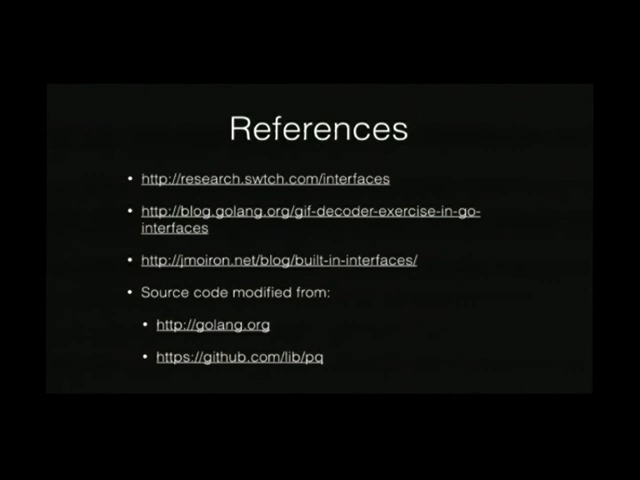 References
• http://research.swtch.com/interfaces
• http://blog.golang.org/gif-decoder-exercise-in-go-
interfaces
• http://jmoiron.net/blog/built-in-interfaces/
• Source code modified from:
• http://golang.org
• https://github.com/lib/pq